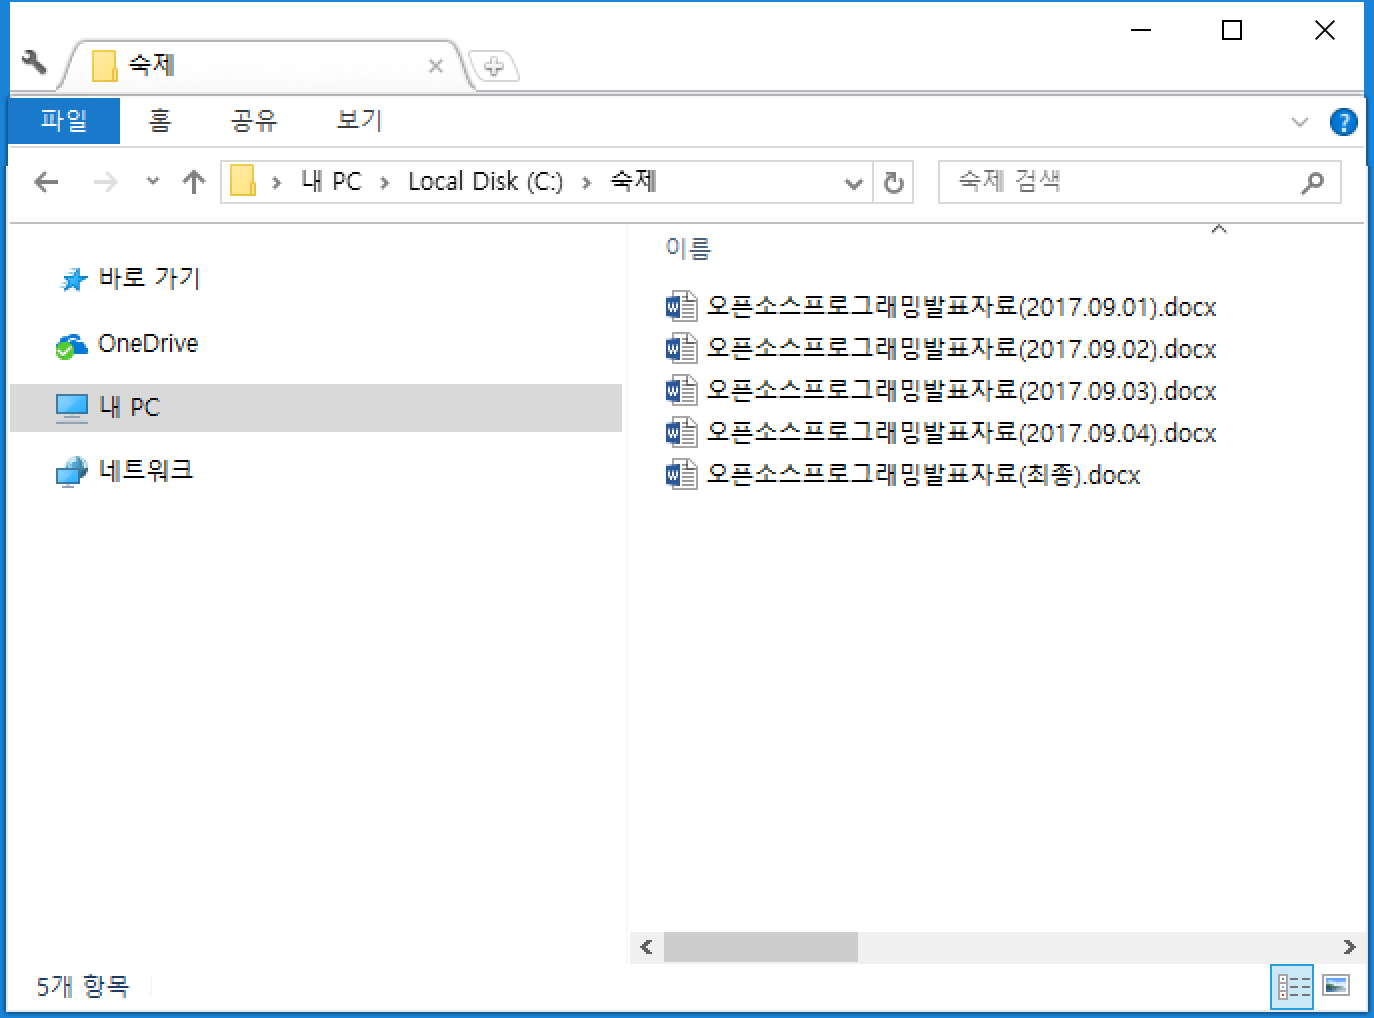 숙제
파일 홈 공유 보기
내 PC Local Disk (C:) 숙제 숙제 검색
바로 가기
OneDrive
내 PC
네트워크
이름
오픈소스프로그래밍발표자료(2017.09.01).docx
오픈소스프로그래밍발표자료(2017.09.02).docx
오픈소스프로그래밍발표자료(2017.09.03).docx
오픈소스프로그래밍발표자료(2017.09.04).docx
오픈소스프로그래밍발표자료(최종).docx
5개 항목